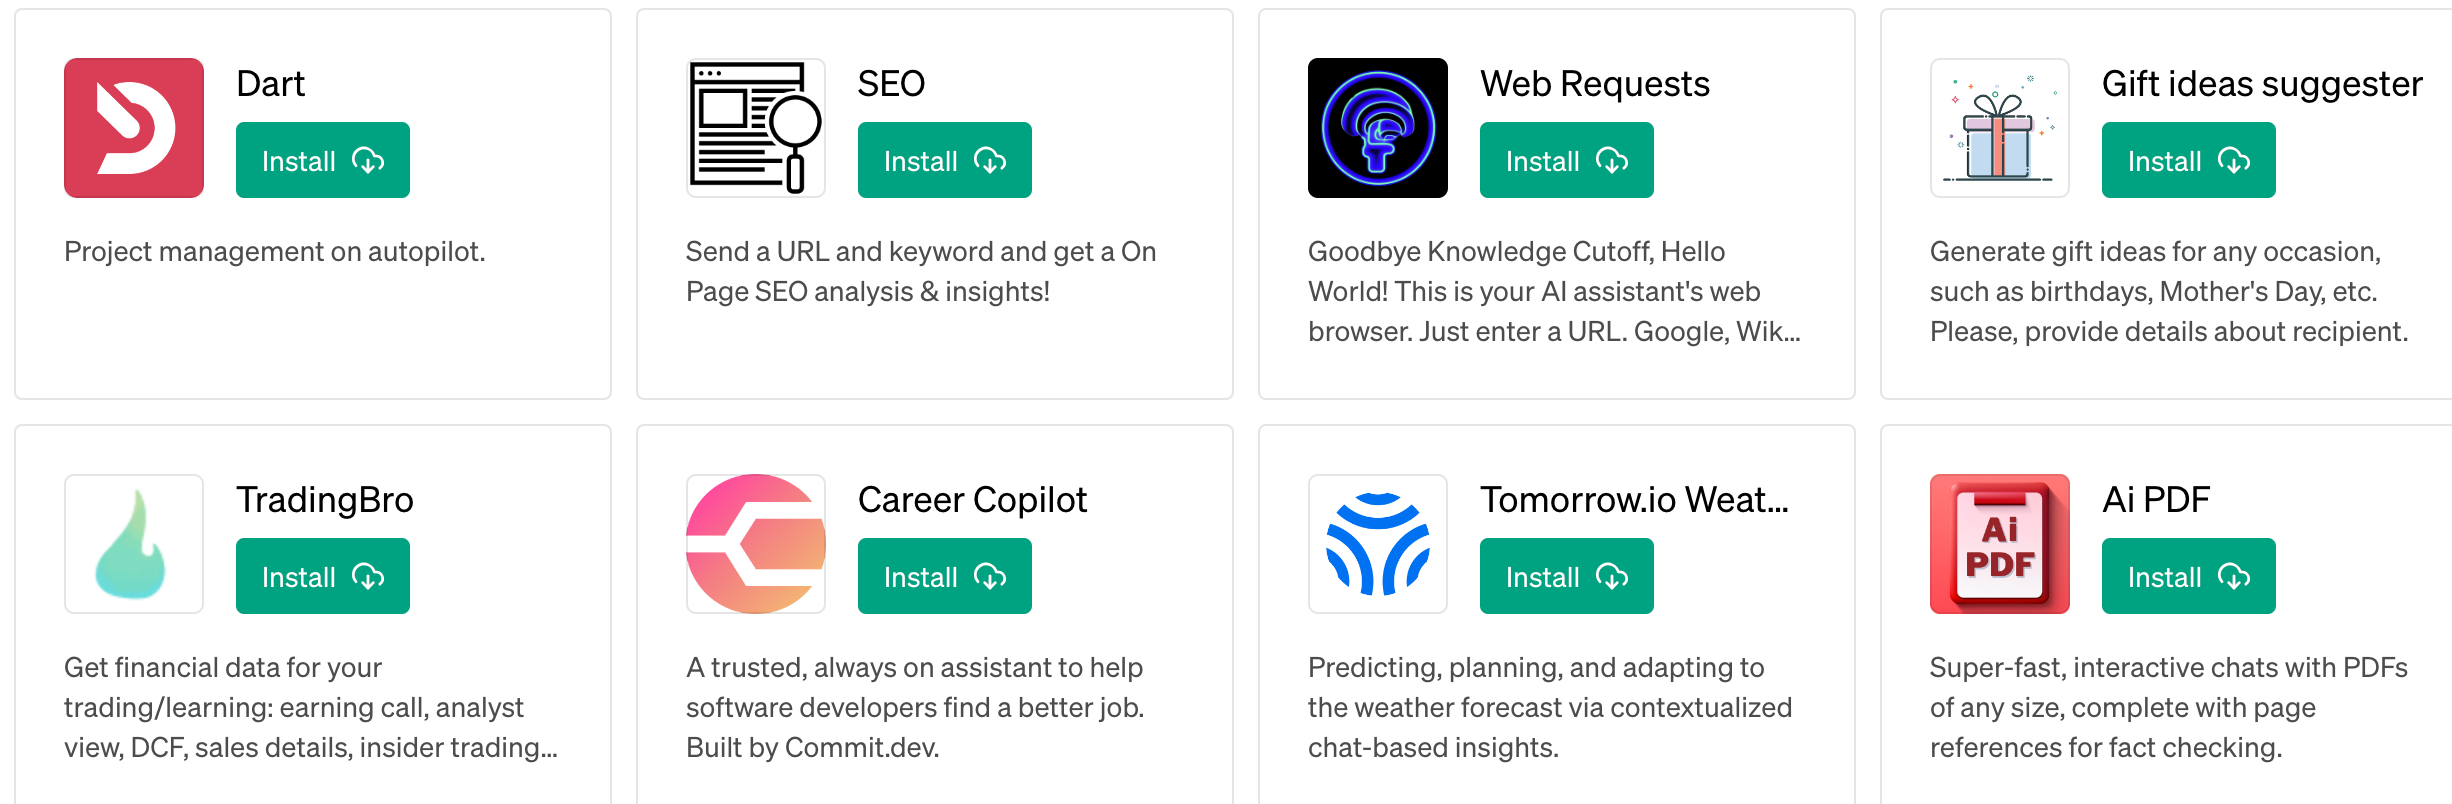 Dart
Install
Project management on autopilot.
SEO
Install
Send a URL and keyword and get a On
Page SEO analysis & insights!
Web Requests
Install
Goodbye Knowledge Cutoff, Hello
World! This is your AI assistant's web
browser. Just enter a URL. Google, Wik...
Gift ideas suggester
Install
Generate gift ideas for any occasion,
such as birthdays, Mother's Day, etc.
Please, provide details about recipient.
TradingBro
Install
Get financial data for your
trading/learning: earning call, analyst
view, DCF, sales details, insider trading...
Career Copilot
Install
A trusted, always on assistant to help
software developers find a better job.
Built by Commit.dev.
Tomorrow.io Weat...
Install
Predicting, planning, and adapting to
the weather forecast via contextualized
chat-based insights.
Ai
PDF
Ai PDF
Install
Super-fast, interactive chats with PDFs
of any size, complete with page
references for fact checking.